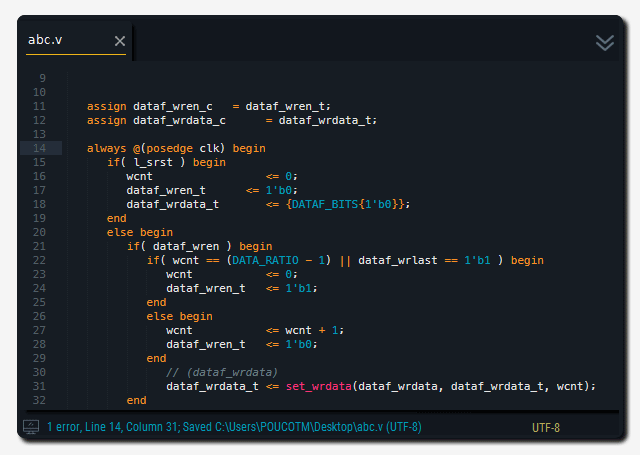 abc.v
9
10
11 assign dataf_wren_c = dataf_wren_t;
12 assign dataf_wrdata_c = dataf_wrdata_t;
13
14 always @(posedge clk) begin
15 if( l_srst ) begin
16 wcnt <= 0;
17 dataf_wren_t <= 1'b0;
18 dataf_wrdata_t <= {DATAF_BITS{1'b0}};
19 end
20 else begin
21 if( dataf_wren ) begin
22 if( wcnt == (DATA_RATIO - 1) || dataf_wrlast == 1'b1 ) begin
23 wcnt <= 0;
24 dataf_wren_t <= 1'b1;
25 end
26 else begin
27 wcnt <= wcnt + 1;
28 dataf_wren_t <= 1'b0;
29 end
30 // (dataf_wrdata)
31 dataf_wrdata_t <= set_wrdata(dataf_wrdata, dataf_wrdata_t, wcnt);
32 end
1 error, Line 14, Column 31; Saved C:\Users\POUCOTM\Desktop\abc.v (UTF-8) UTF-8